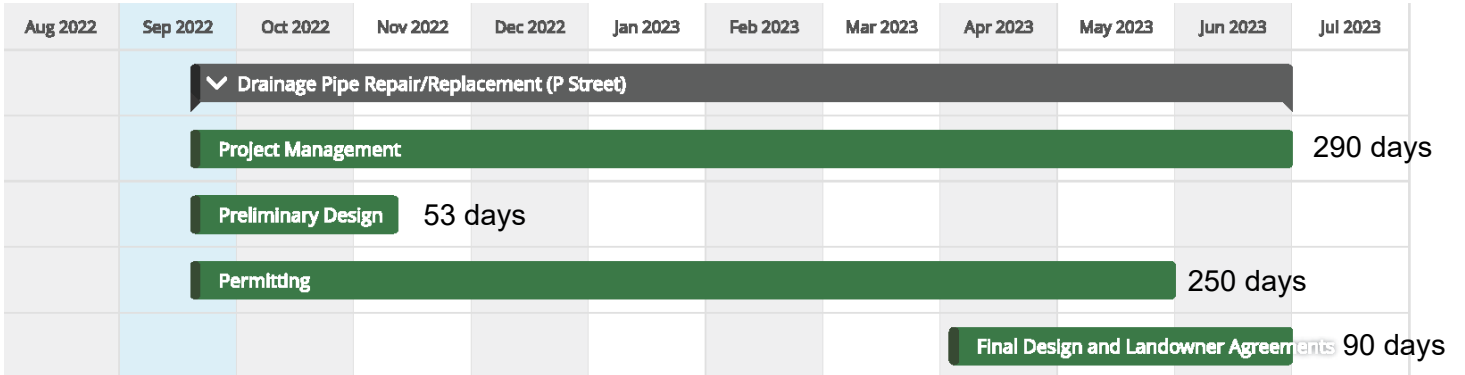 Aug 2022 Sep 2022 Oct 2022 Nov 2022 Dec 2022 Jan 2023 Feb 2023 Mar 2023 Apr 2023 May 2023 Jun 2023 Jul 2023
Drainage Pipe Repair/Replacement (P Street)
Project Management 290 days
Preliminary Design 53 days
Permitting 250 days
Final Design and Landowner Agreements 90 days